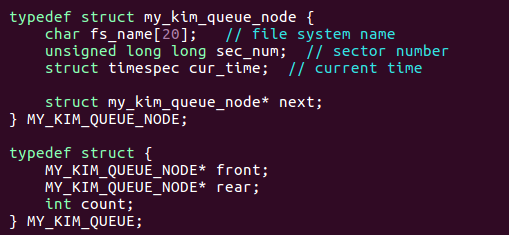 typedef struct my_kim_queue_node {
    char fs_name[20];   // file system name
    unsigned long long sec_num;  // sector number
    struct timespec cur_time;  // current time

    struct my_kim_queue_node* next;
} MY_KIM_QUEUE_NODE;

typedef struct {
    MY_KIM_QUEUE_NODE* front;
    MY_KIM_QUEUE_NODE* rear;
    int count;
} MY_KIM_QUEUE;